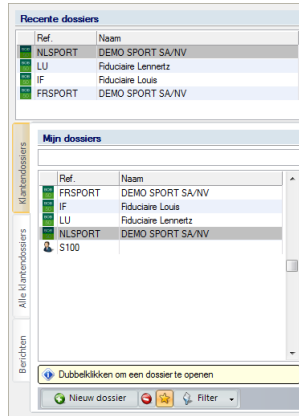 Recente dossiers
Ref. Naam
NLSPORT DEMO SPORT SA/NV
LU Fiduciaire Lennertz
IF Fiduciaire Louis
FRSPORT DEMO SPORT SA/NV
Klantendossiers
Alle klantendossiers
Berichten
Mijn dossiers
Ref. Naam
FRSPORT DEMO SPORT SA/NV
IF Fiduciaire Louis
LU Fiduciaire Lennertz
NLSPORT DEMO SPORT SA/NV
S100
Dubbelklikken om een dossier te openen
Nieuw dossier Filter